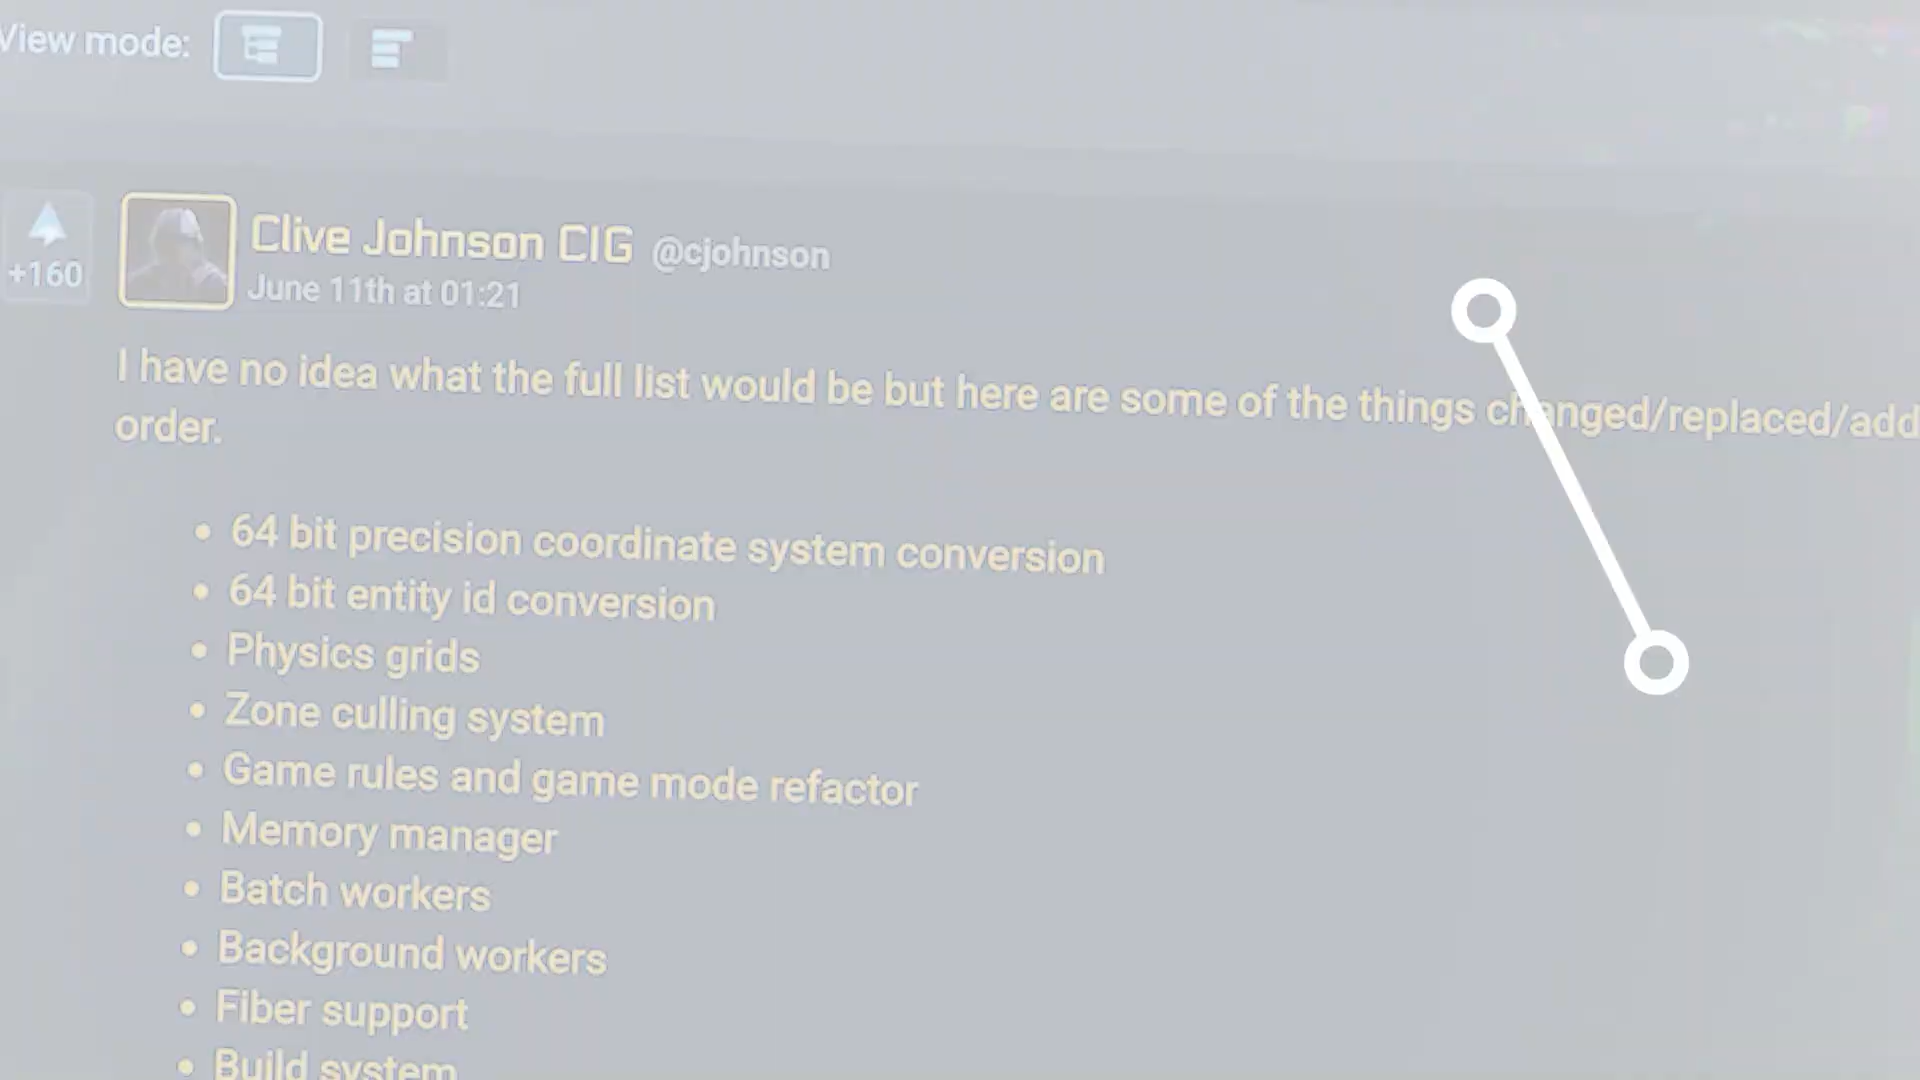 View mode:
+160
Clive Johnson CIG @cjohnson
June 11th at 01:21
I have no idea what the full list would be but here are some of the things changed/replaced/add
order.
• 64 bit precision coordinate system conversion
• 64 bit entity id conversion
• Physics grids
• Zone culling system
• Game rules and game mode refactor
• Memory manager
• Batch workers
• Background workers
• Fiber support
• Build system